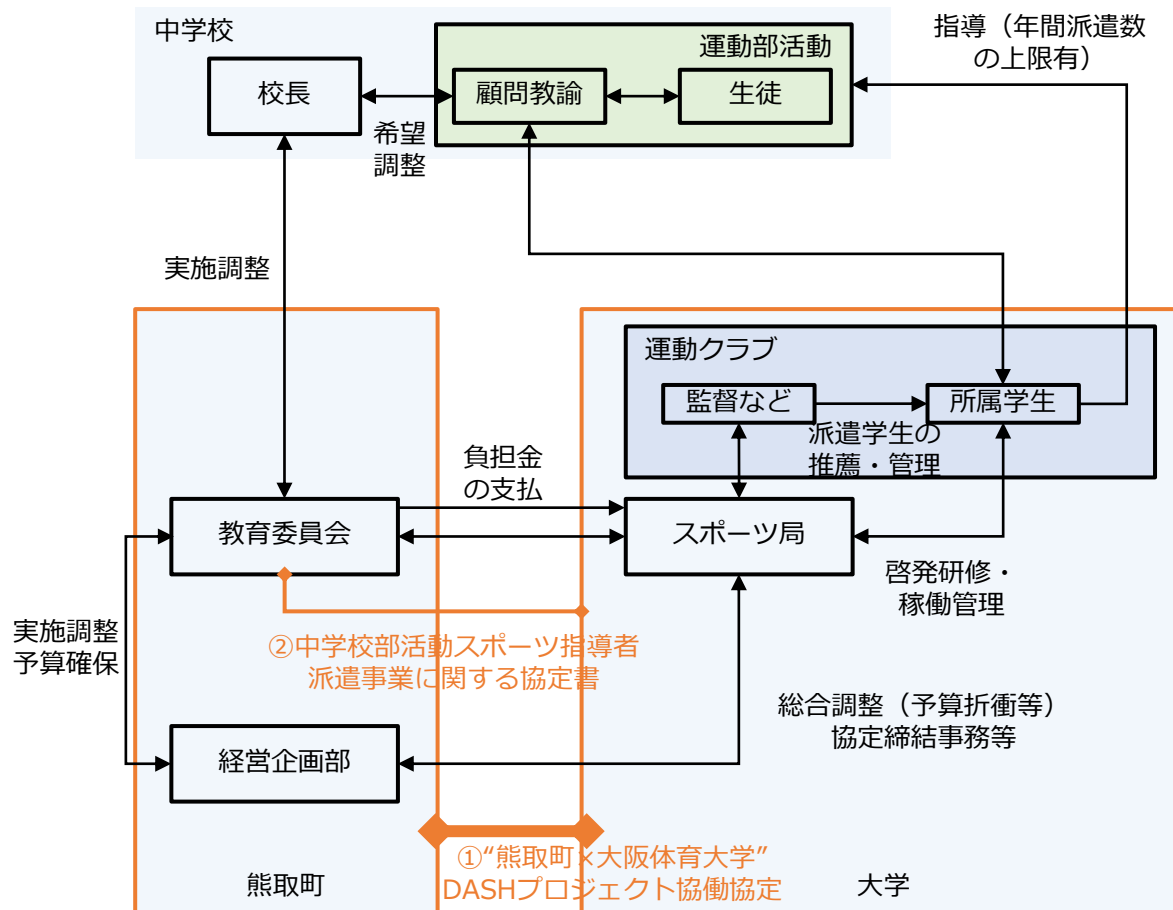 中学校
運動部活動
指導（年間派遣数
の上限有）
校長
顧問教諭
生徒
希望
調整
実施調整
運動クラブ
監督など
所属学生
派遣学生の
推薦・管理
負担金
の支払
教育委員会
スポーツ局
啓発研修・
稼働管理
実施調整
予算確保
②中学校部活動スポーツ指導者
派遣事業に関する協定書
総合調整（予算折衝等）
協定締結事務等
経営企画部
①“熊取町×大阪体育大学”
DASHプロジェクト協働協定
熊取町
大学